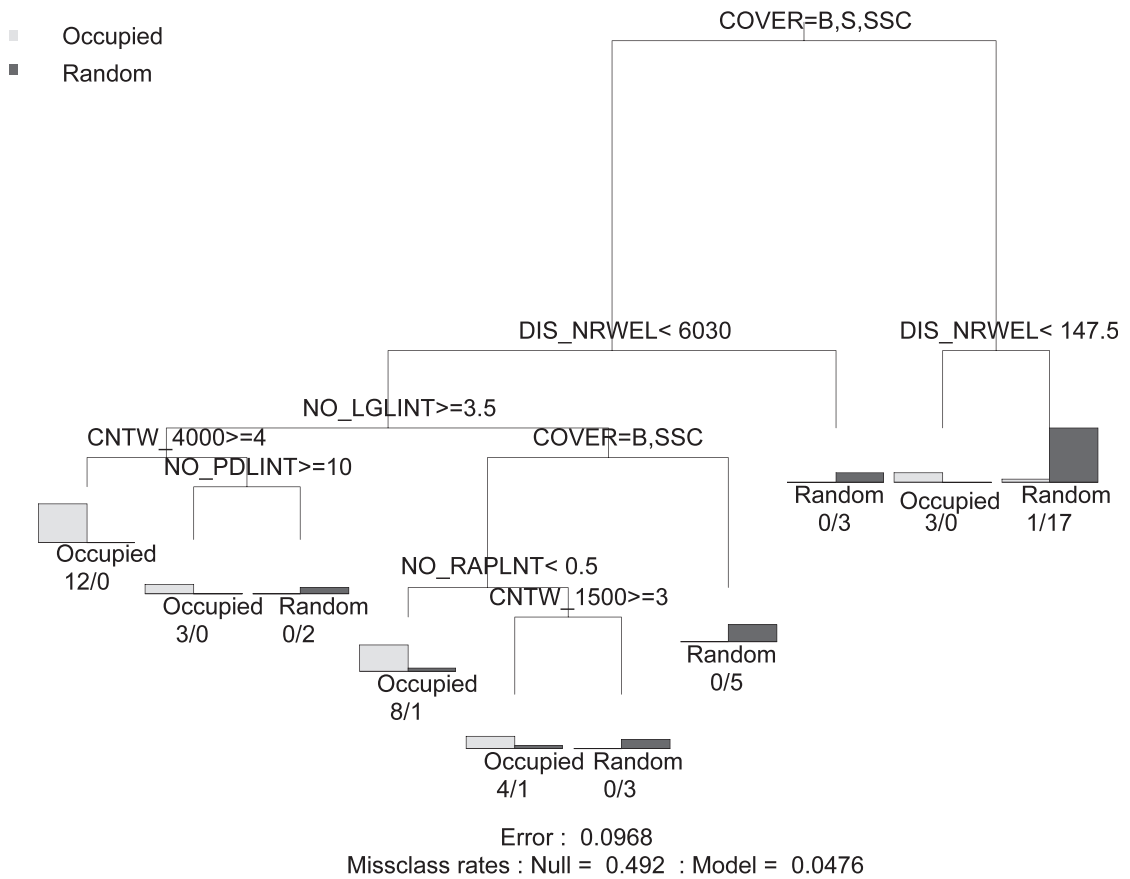 Occupied
Random
COVER=B,S,SSC
DIS_NRWEL< 6030
DIS_NRWEL< 147.5
NO_LGLINT>=3.5
CNTW_4000>=4
COVER=B,SSC
NO_PDLINT>=10
Random
0/3
Occupied
3/0
Random
1/17
Occupied
12/0
NO_RAPLNT< 0.5
CNTW_1500>=3
Occupied
3/0
Random
0/2
Random
0/5
Occupied
8/1
Occupied
4/1
Random
0/3
Error : 0.0968
Missclass rates : Null = 0.492 : Model = 0.0476